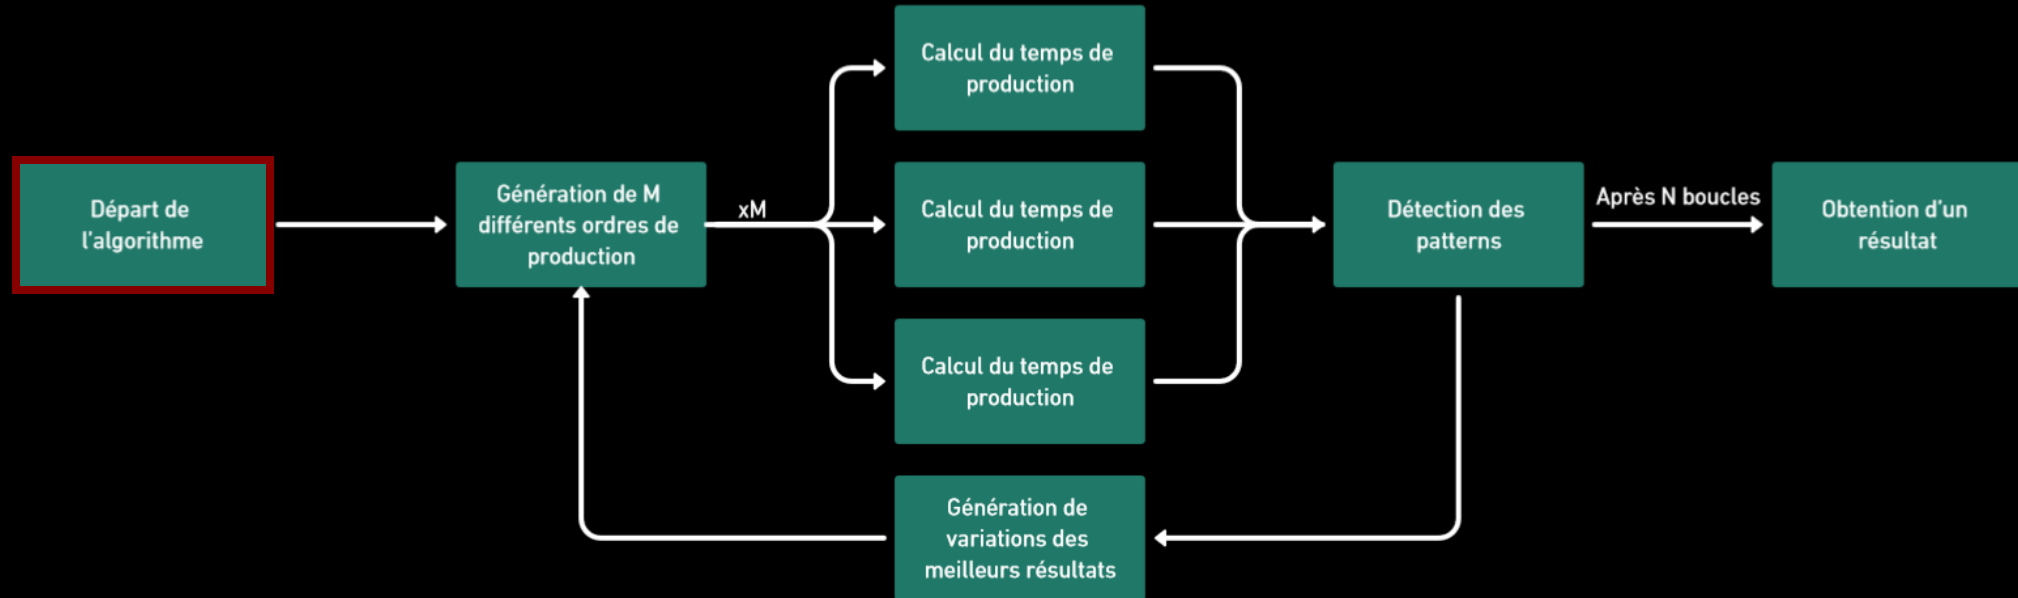 Départ de
l'algorithme
Génération de M
différents ordres de
production
xM
Calcul du temps de
production
Calcul du temps de
production
Calcul du temps de
production
Détection des
patterns
Après N boucles
Obtention d'un
résultat
Génération de
variations des
meilleurs résultats